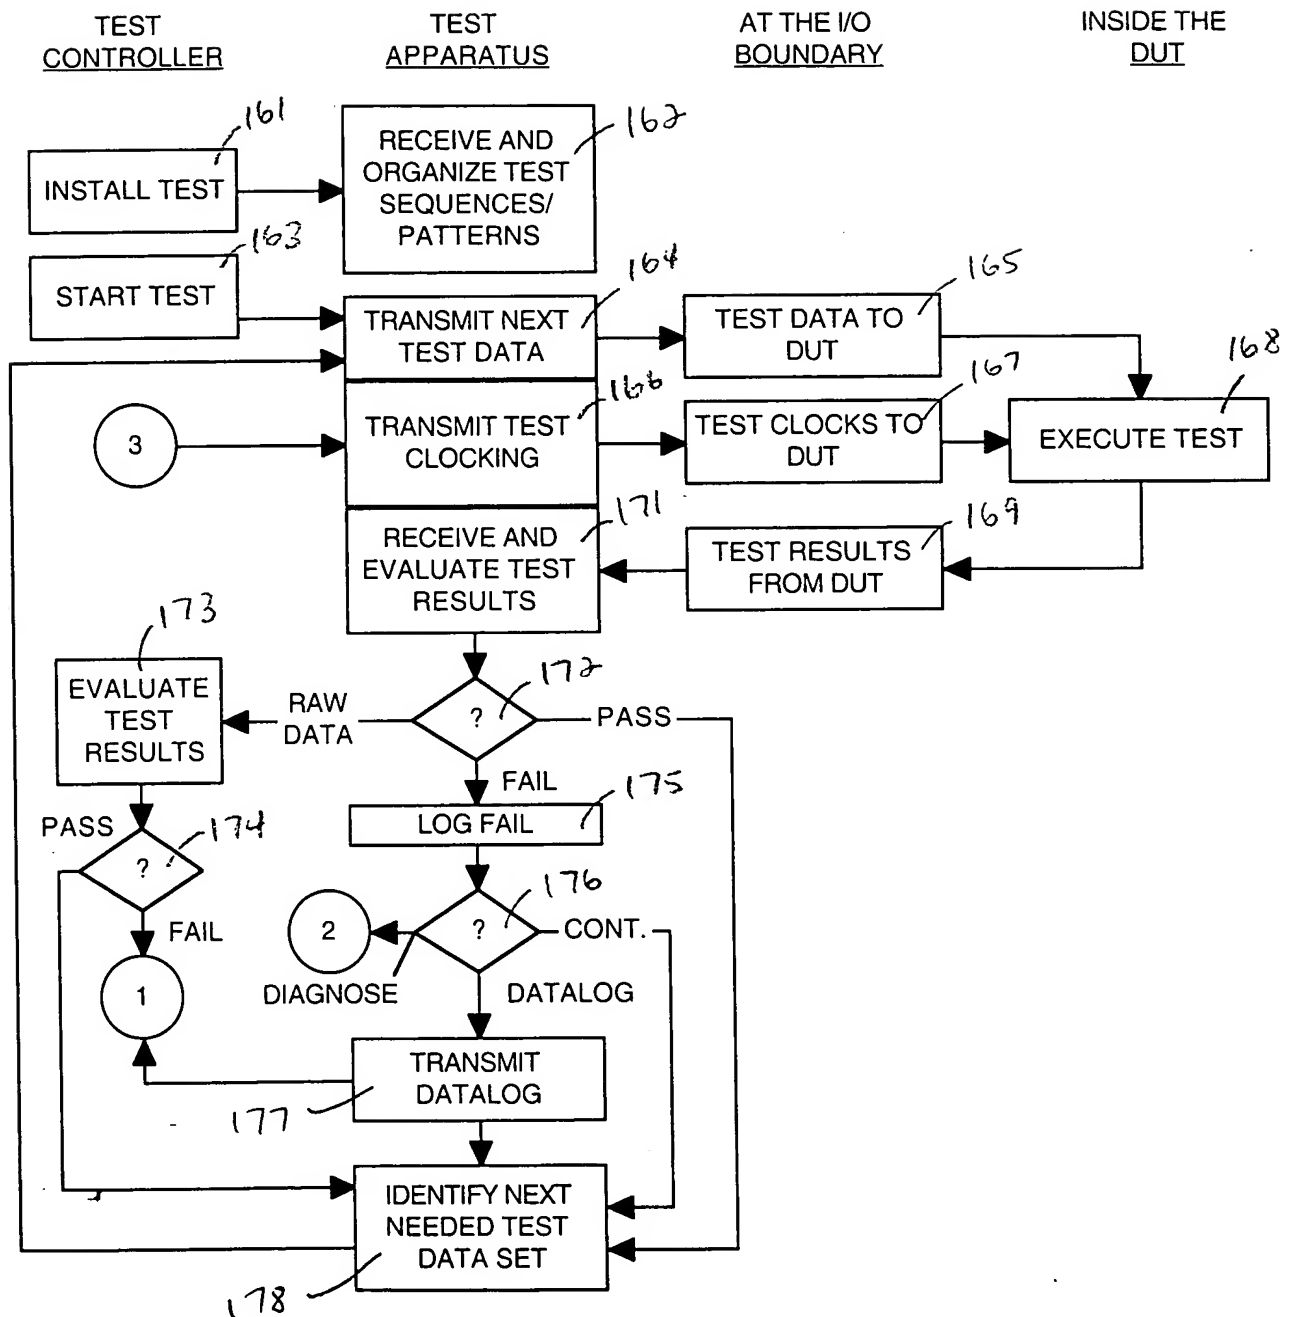 TEST
CONTROLLER
TEST
APPARATUS
AT THE I/O
BOUNDARY
INSIDE THE
DUT
161
INSTALL TEST
162
RECEIVE AND
ORGANIZE TEST
SEQUENCES/
PATTERNS
163
START TEST
164
TRANSMIT NEXT
TEST DATA
165
TEST DATA TO
DUT
166
TRANSMIT TEST
CLOCKING
3
167
TEST CLOCKS TO
DUT
168
EXECUTE TEST
171
RECEIVE AND
EVALUATE TEST
RESULTS
169
TEST RESULTS
FROM DUT
173
EVALUATE
TEST
RESULTS
RAW
DATA
172
?
PASS
FAIL
175
LOG FAIL
PASS
174
?
FAIL
1
176
?
2
CONT.
DIAGNOSE
DATALOG
TRANSMIT
DATALOG
177
IDENTIFY NEXT
NEEDED TEST
DATA SET
178